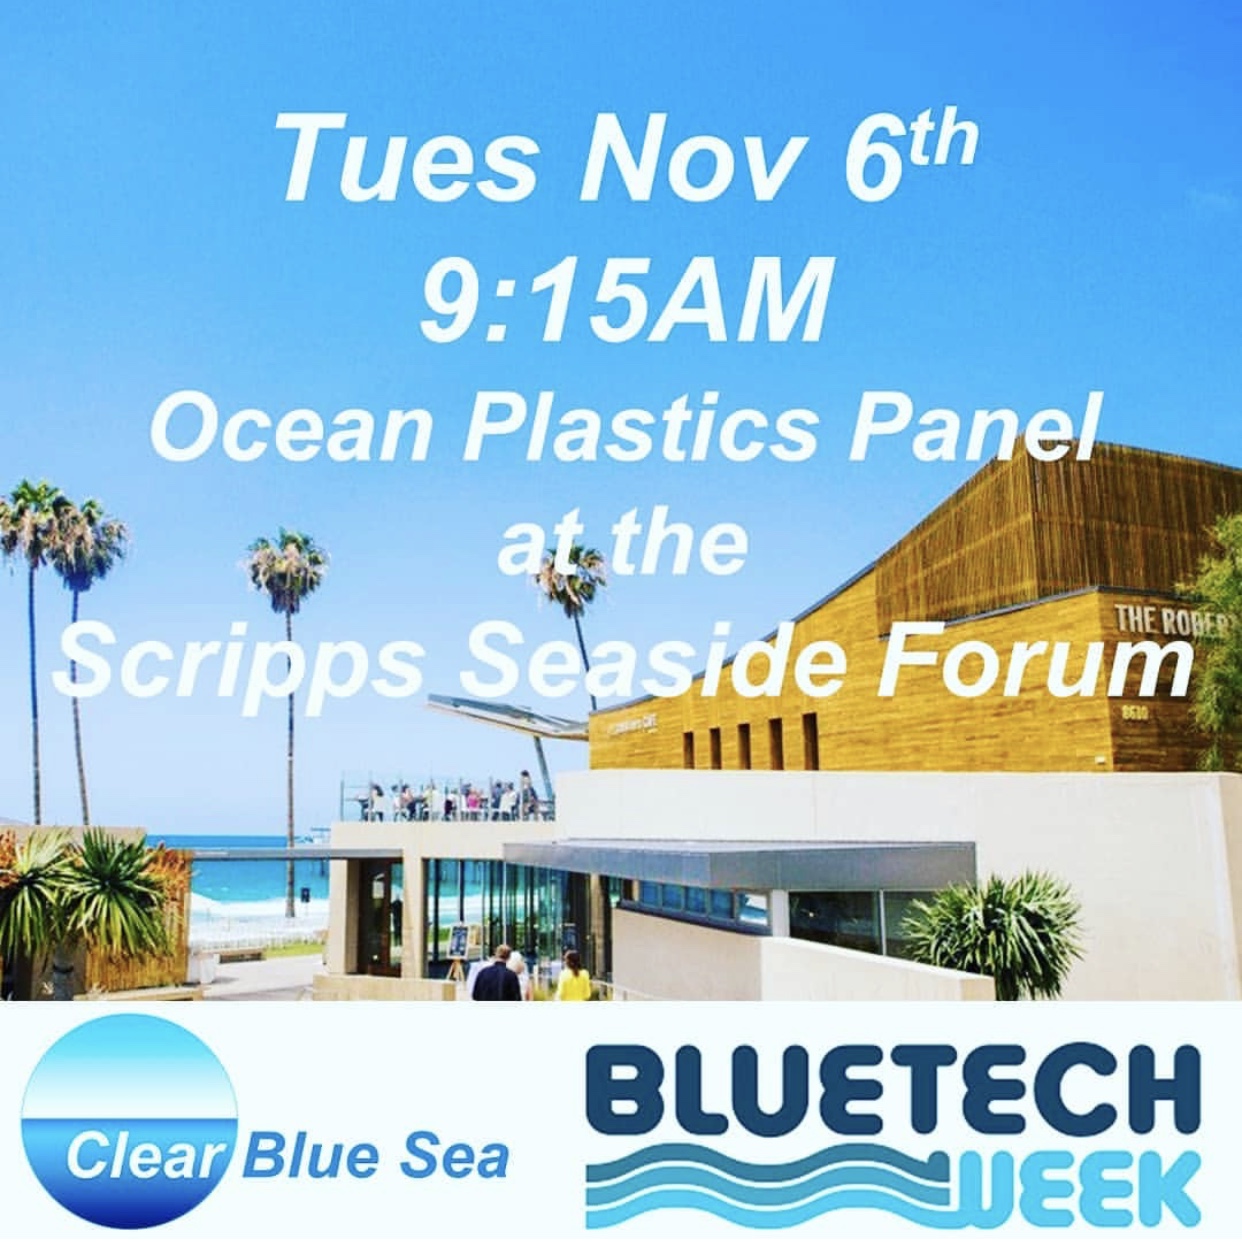 Tues Nov 6th
9:15AM
Ocean Plastics Panel
at the
Scripps Seaside Forum
THE ROBERT
8610
Clear Blue Sea
BLUETECH
WEEK